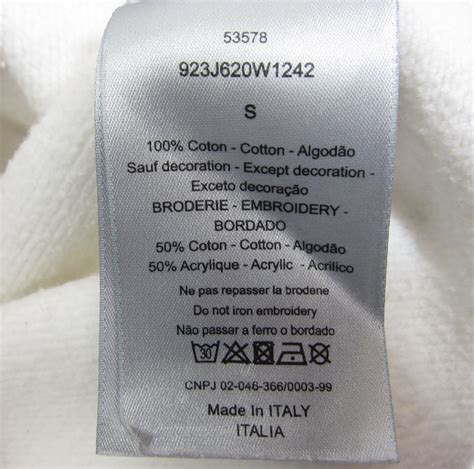 53578
923J620W1242
S
100% Coton - Cotton - Algodão
Sauf decoration - Except decoration -
Exceto decoração
BRODERIE - EMBROIDERY -
BORDADO
50% Coton - Cotton - Algodão
50% Acrylique - Acrylic - Acrilico
Ne pas repasser la brodene
Do not iron embroidery
Não passar a ferro o bordado
30
CNPJ 02-046-366/0003-99
Made in ITALY
ITALIA